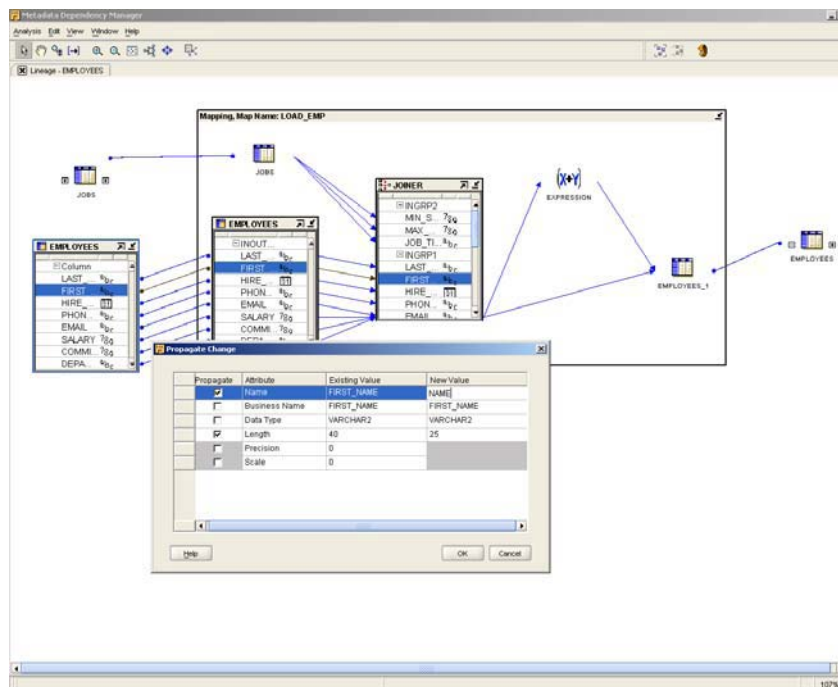 Metadata Dependency Manager
Analysis Edit View Window Help
Lineage - EMPLOYEES
Mapping, Map Name: LOAD_EMP
JOBS
JOBS
JOINER
INGRP2
MIN_S...
MAX_...
JOB_TI...
INGRP1
LAST_...
FIRST_...
HIRE_...
PHON...
EMAIL
EXPRESSION
EMPLOYEES_1
EMPLOYEES
EMPLOYEES
INOUT...
LAST_...
FIRST_...
HIRE_...
PHON...
EMAIL
SALARY
COMMI...
DEPA...
EMPLOYEES
Column
LAST_...
FIRST_...
HIRE_...
PHON...
EMAIL
SALARY
COMMI...
DEPA...
Propagate Change
Propagate Attribute Existing Value New Value
Name FIRST_NAME NAME
Business Name FIRST_NAME FIRST_NAME
Data Type VARCHAR2 VARCHAR2
Length 40 25
Precision 0
Scale 0
Help OK Cancel
107%